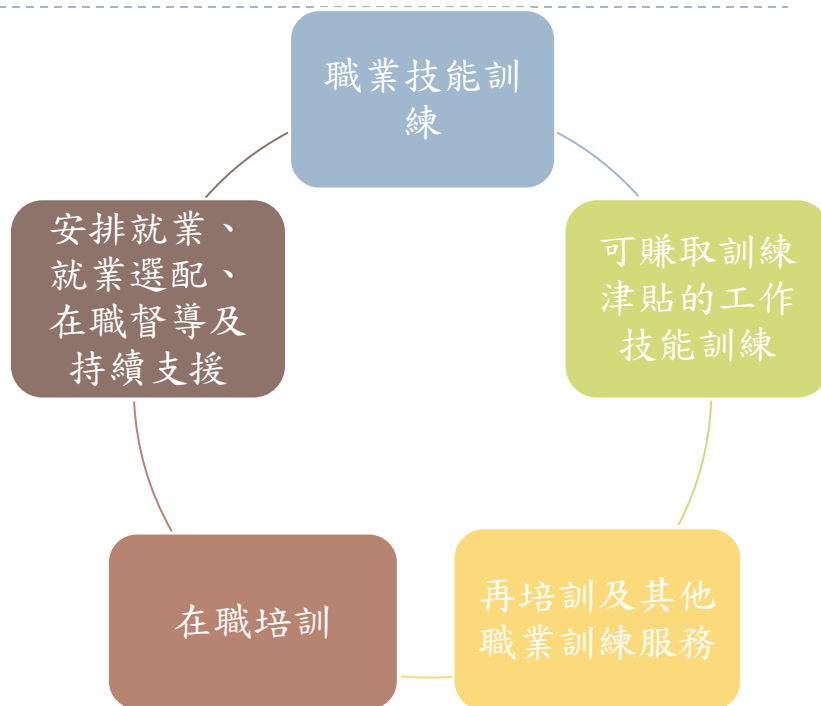 職業技能訓
練
可賺取訓練
津貼的工作
技能訓練
再培訓及其他
職業訓練服務
在職培訓
安排就業、
就業選配、
在職督導及
持續支援